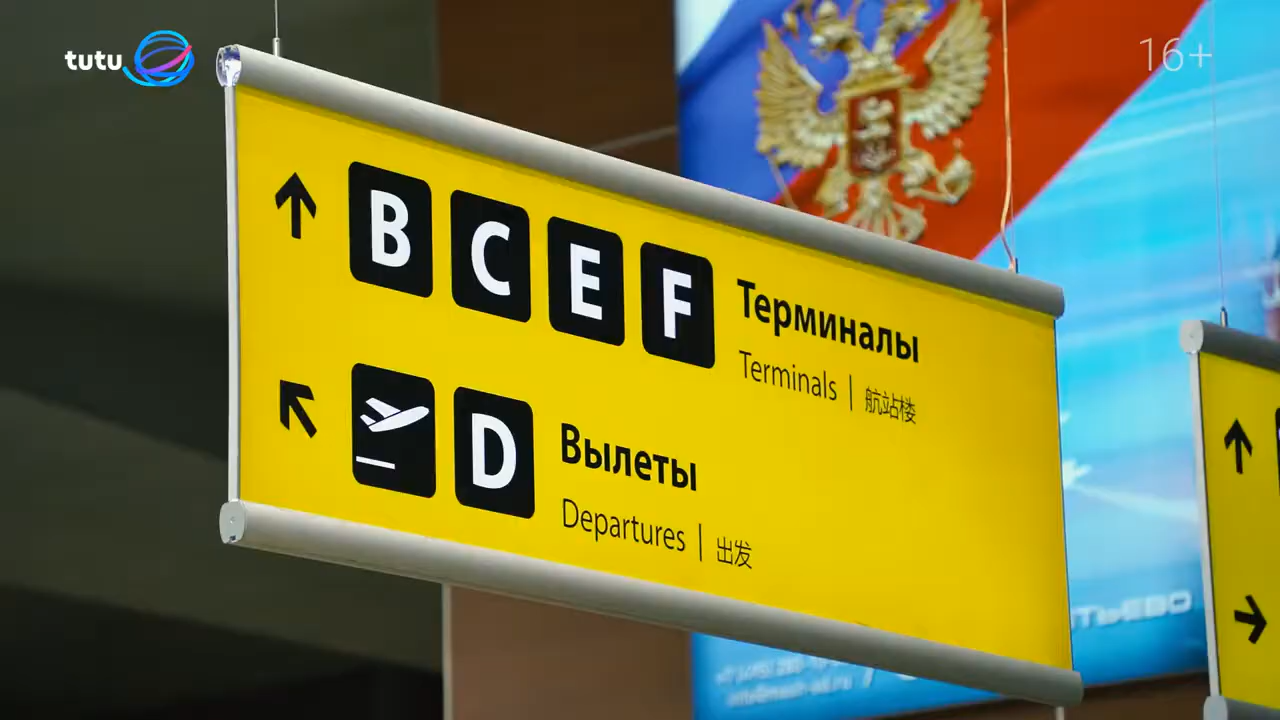 tutu
16+
B C E F Терминалы
Terminals | 航站楼
D Вылеты
Departures | 出发